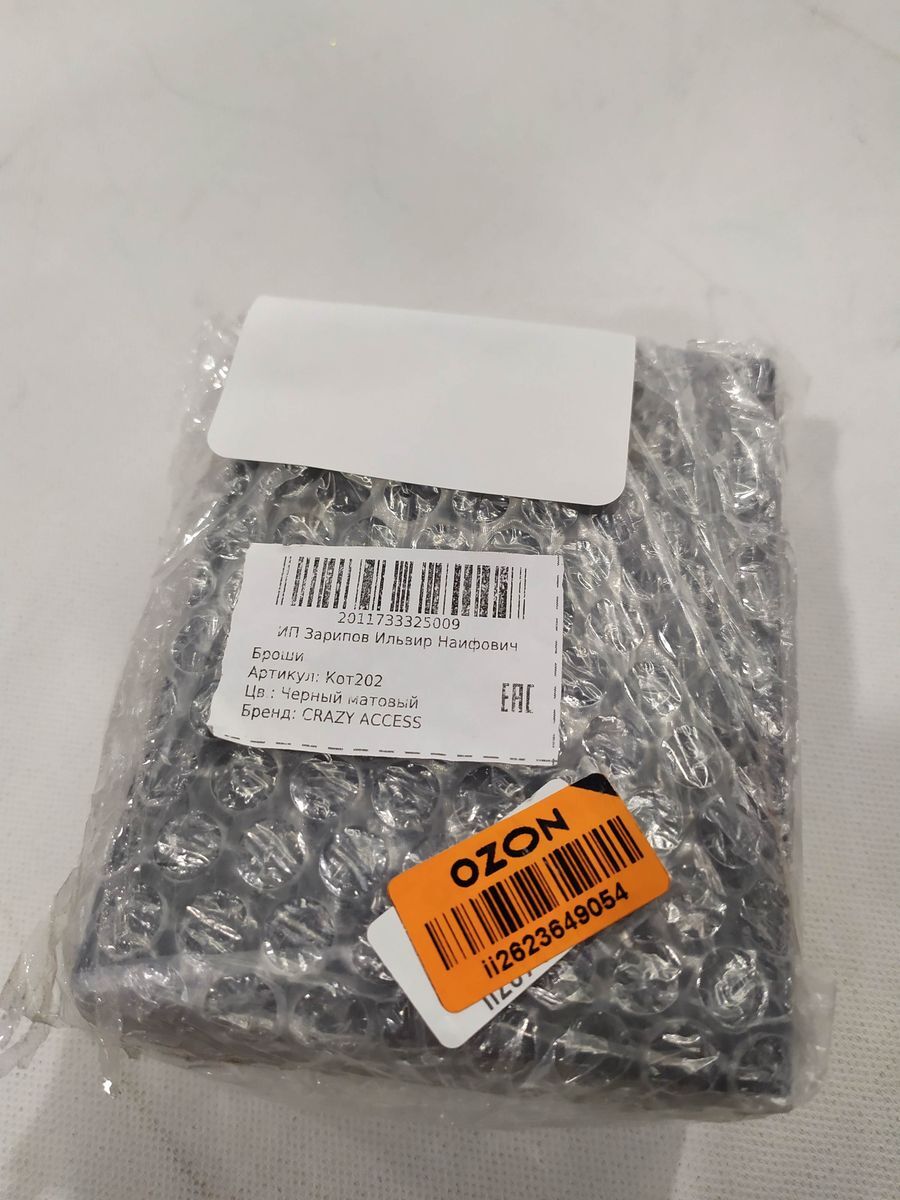 2011733325009
ИП Зарипов Ильвир Наифович
Броши
Артикул: Кот202
Цв.: Черный матовый
Бренд: CRAZY ACCESS
EAC
OZON
ii2623649054